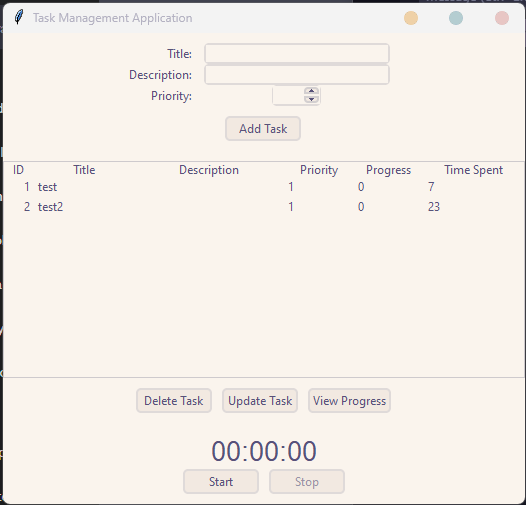 Task Management Application
Title:
Description:
Priority:
Add Task
ID Title Description Priority Progress Time Spent
1 test 1 0 7
2 test2 1 0 23
Delete Task Update Task View Progress
00:00:00
Start Stop